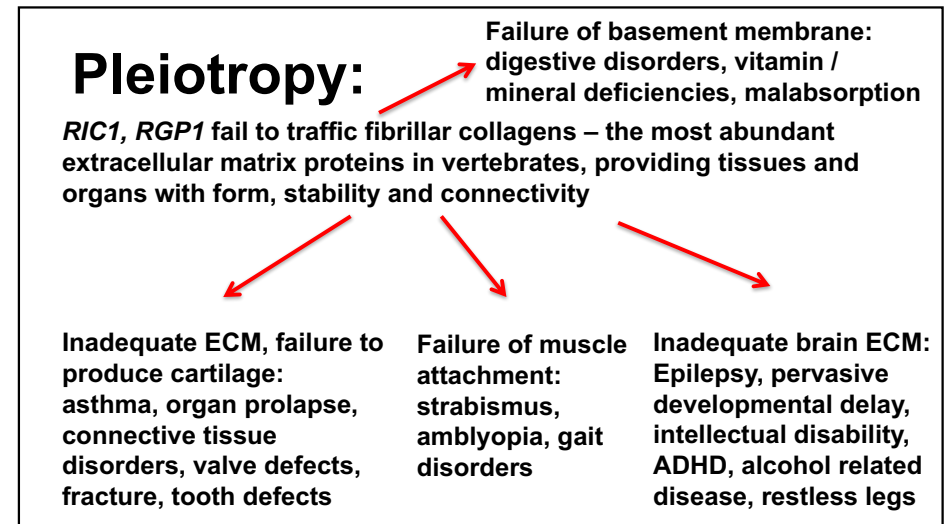 Pleiotropy:
Failure of basement membrane:
digestive disorders, vitamin /
mineral deficiencies, malabsorption
RIC1, RGP1 fail to traffic fibrillar collagens – the most abundant
extracellular matrix proteins in vertebrates, providing tissues and
organs with form, stability and connectivity
Inadequate ECM, failure to
produce cartilage:
asthma, organ prolapse,
connective tissue
disorders, valve defects,
fracture, tooth defects
Failure of muscle
attachment:
strabismus,
amblyopia, gait
disorders
Inadequate brain ECM:
Epilepsy, pervasive
developmental delay,
intellectual disability,
ADHD, alcohol related
disease, restless legs